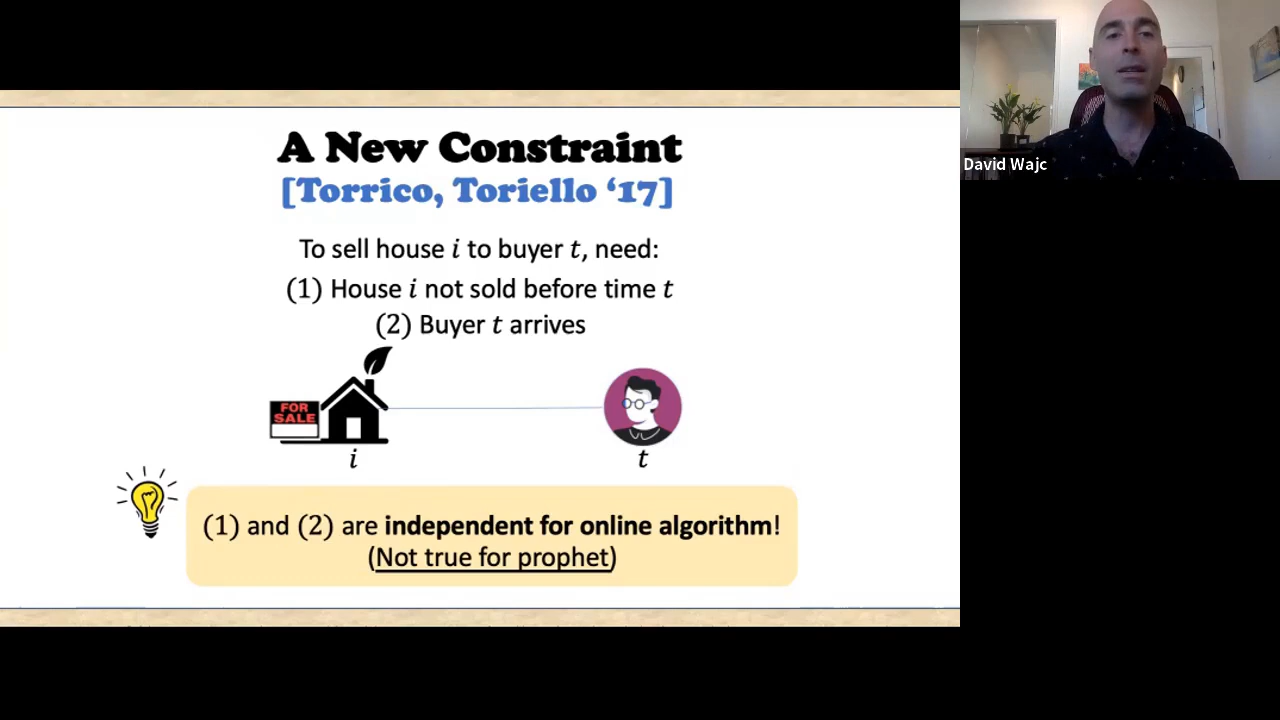 A New Constraint
[Torrico, Toriello ‘17]
To sell house i to buyer t, need:
(1) House i not sold before time t
(2) Buyer t arrives
FOR
SALE
i
t
(1) and (2) are independent for online algorithm!
(Not true for prophet)
David Wajc